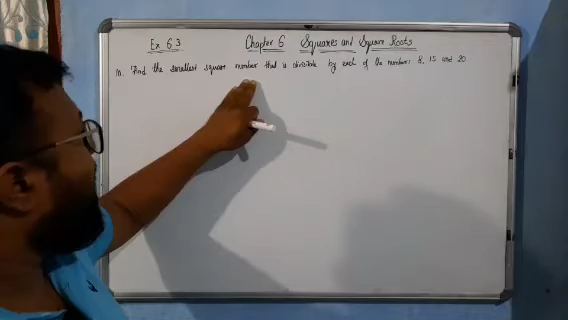 Ex 6.3 Chapter 6 Squares and Square Roots
10. Find the smallest square number that is divisible by each of the numbers 8, 15 and 20